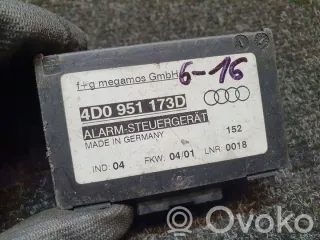 f+g megamos GmbH
6-16
4D0 951 173D
ALARM-STEUERGERÄT
MADE IN GERMANY
152
IND: 04 FKW: 04/01 LNR: 0018
Ovoko